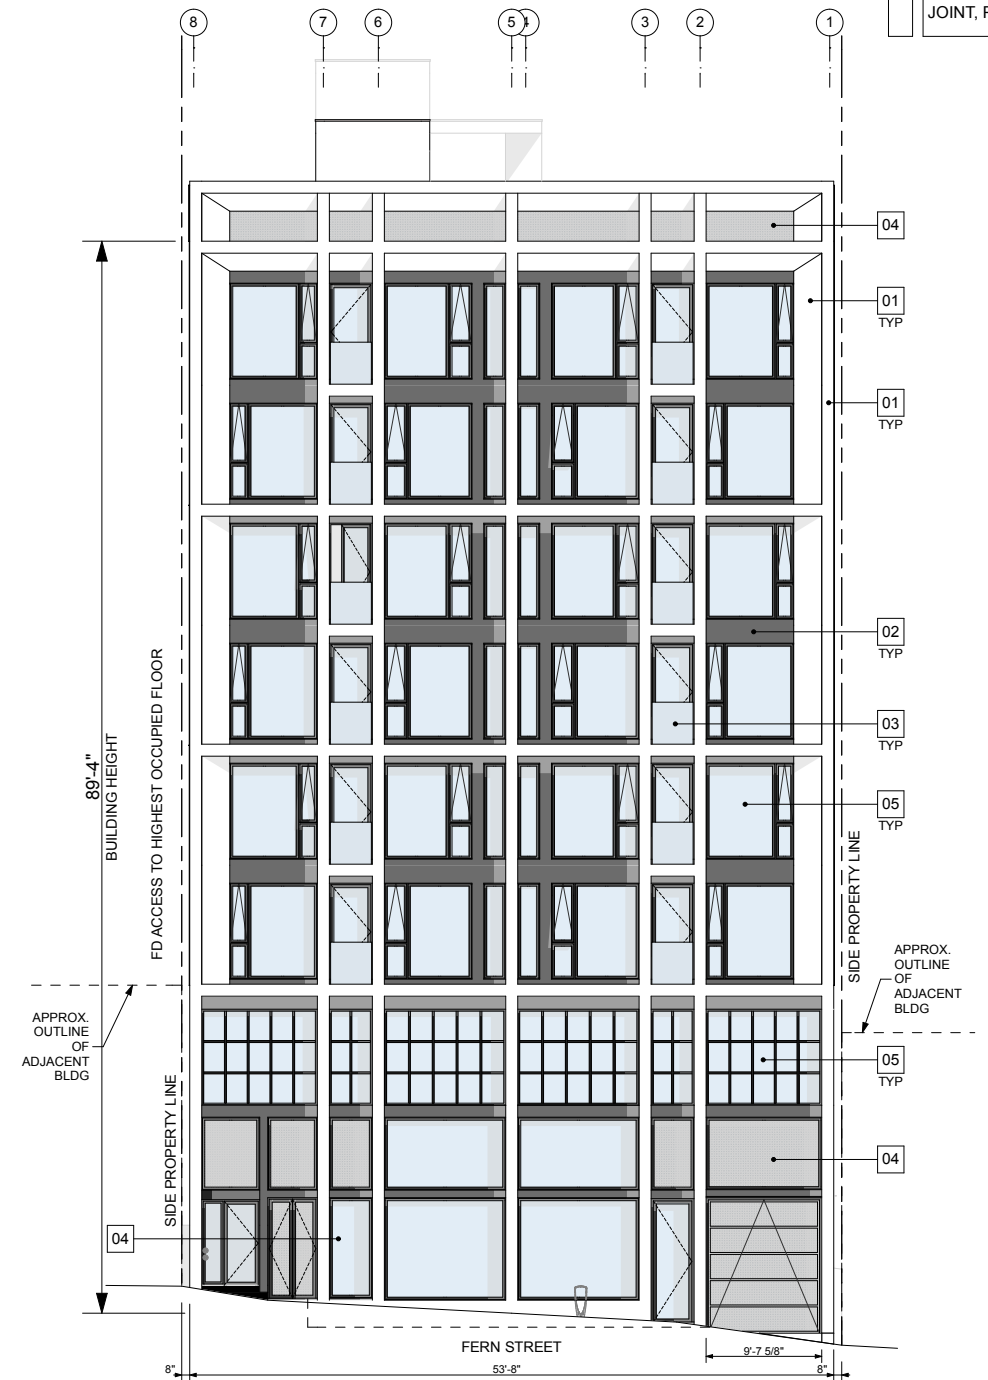 JOINT, F
8 7 6 5 4 3 2 1
04
01
TYP
01
TYP
02
TYP
03
TYP
05
TYP
89'-4"
BUILDING HEIGHT
FD ACCESS TO HIGHEST OCCUPIED FLOOR
SIDE PROPERTY LINE
APPROX.
OUTLINE
OF
ADJACENT
BLDG
APPROX.
OUTLINE
OF
ADJACENT
BLDG
05
TYP
SIDE PROPERTY LINE
04
04
FERN STREET
9'-7 5/8"
8"
53'-8"
8"